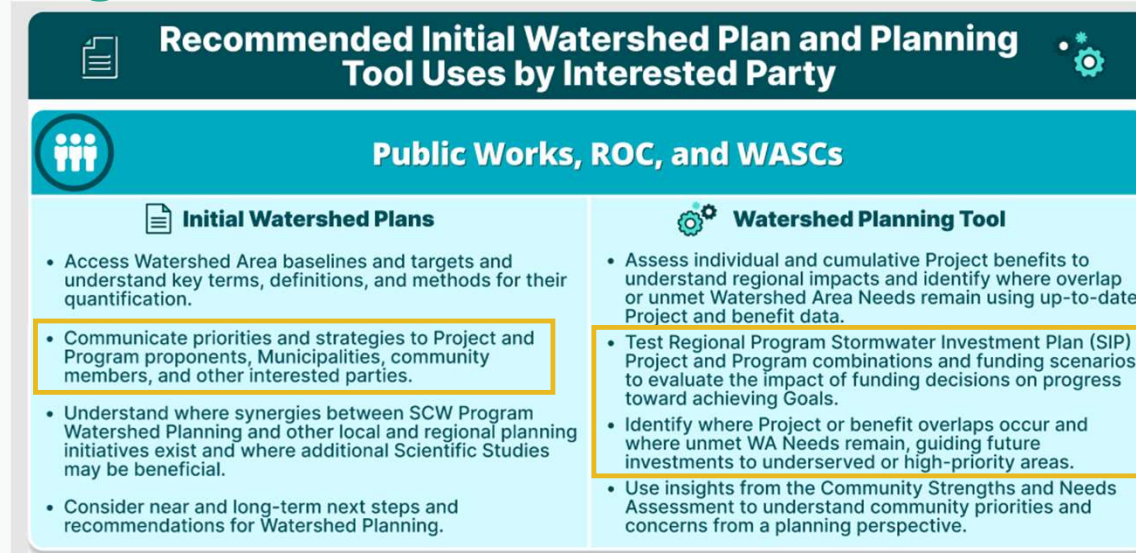 Recommended Initial Watershed Plan and Planning
Tool Uses by Interested Party
Public Works, ROC, and WASCs
Initial Watershed Plans
• Access Watershed Area baselines and targets and
understand key terms, definitions, and methods for their
quantification.
• Communicate priorities and strategies to Project and
Program proponents, Municipalities, community
members, and other interested parties.
• Understand where synergies between SCW Program
Watershed Planning and other local and regional planning
initiatives exist and where additional Scientific Studies
may be beneficial.
• Consider near and long-term next steps and
recommendations for Watershed Planning.
Watershed Planning Tool
• Assess individual and cumulative Project benefits to
understand regional impacts and identify where overlap
or unmet Watershed Area Needs remain using up-to-date
Project and benefit data.
• Test Regional Program Stormwater Investment Plan (SIP)
Project and Program combinations and funding scenarios
to evaluate the impact of funding decisions on progress
toward achieving Goals.
• Identify where Project or benefit overlaps occur and
where unmet WA Needs remain, guiding future
investments to underserved or high-priority areas.
• Use insights from the Community Strengths and Needs
Assessment to understand community priorities and
concerns from a planning perspective.